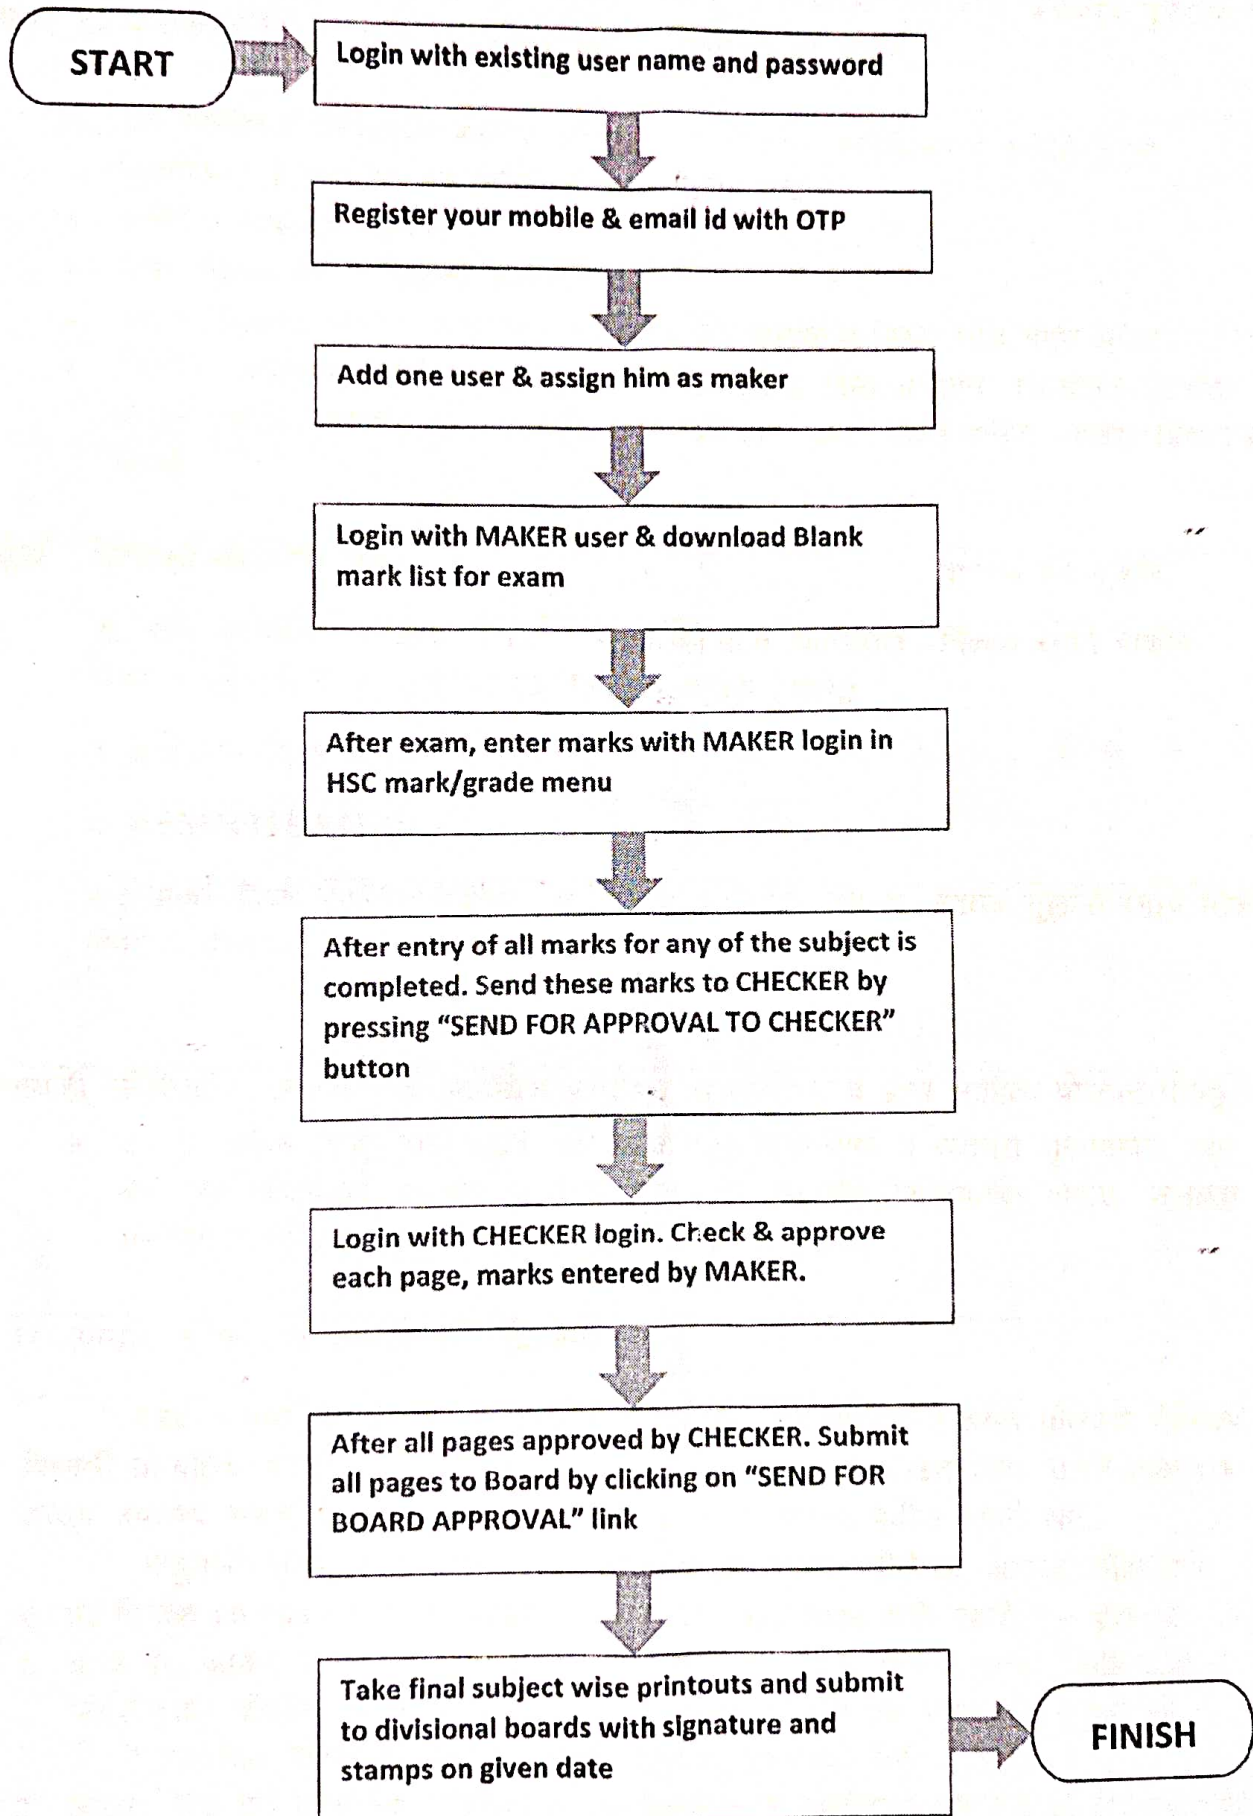 START
Login with existing user name and password
Register your mobile & email id with OTP
Add one user & assign him as maker
Login with MAKER user & download Blank
mark list for exam
After exam, enter marks with MAKER login in
HSC mark/grade menu
After entry of all marks for any of the subject is
completed. Send these marks to CHECKER by
pressing “SEND FOR APPROVAL TO CHECKER”
button
Login with CHECKER login. Check & approve
each page, marks entered by MAKER.
After all pages approved by CHECKER. Submit
all pages to Board by clicking on “SEND FOR
BOARD APPROVAL” link
Take final subject wise printouts and submit
to divisional boards with signature and
stamps on given date
FINISH